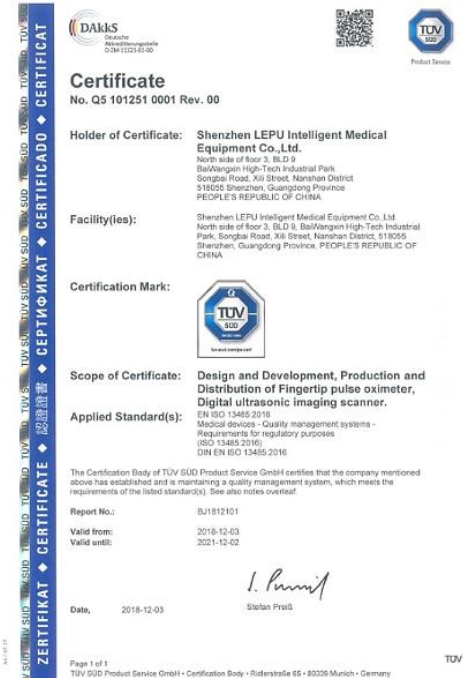 DAkkS
Deutsche
Akkreditierungsstelle
D-ZM-11321-01-00
TÜV
SÜD
Product Service
Certificate
No. Q5 101251 0001 Rev. 00
Holder of Certificate:
Shenzhen LEPU Intelligent Medical
Equipment Co.,Ltd.
North side of floor 3, BLD 9
BaiWangxin High-Tech Industrial Park
Songbai Road, Xili Street, Nanshan District
518055 Shenzhen, Guangdong Province
PEOPLE'S REPUBLIC OF CHINA
Facility(ies):
Shenzhen LEPU Intelligent Medical Equipment Co.,Ltd.
North side of floor 3, BLD 9, BaiWangxin High-Tech Industrial
Park, Songbai Road, Xili Street, Nanshan District, 518055
Shenzhen, Guangdong Province, PEOPLE'S REPUBLIC OF
CHINA
Certification Mark:
TÜV
SÜD
Scope of Certificate:
Design and Development, Production and
Distribution of Fingertip pulse oximeter,
Digital ultrasonic imaging scanner.
Applied Standard(s):
EN ISO 13485:2016
Medical devices - Quality management systems -
Requirements for regulatory purposes
(ISO 13485:2016)
DIN EN ISO 13485:2016
The Certification Body of TÜV SÜD Product Service GmbH certifies that the company mentioned
above has established and is maintaining a quality management system, which meets the
requirements of the listed standard(s). See also notes overleaf.
Report No.:
BJ1812101
Valid from:
2018-12-03
Valid until:
2021-12-02
Date,
2018-12-03
Stefan Preiß
Page 1 of 1
TÜV SÜD Product Service GmbH • Certification Body • Ridlerstraße 65 • 80339 Munich • Germany
TÜV
ZERTIFIKAT ◆ CERTIFICATE ◆ 認證證書 ◆ СЕРТИФИКАТ ◆ CERTIFICADO ◆ CERTIFICAT